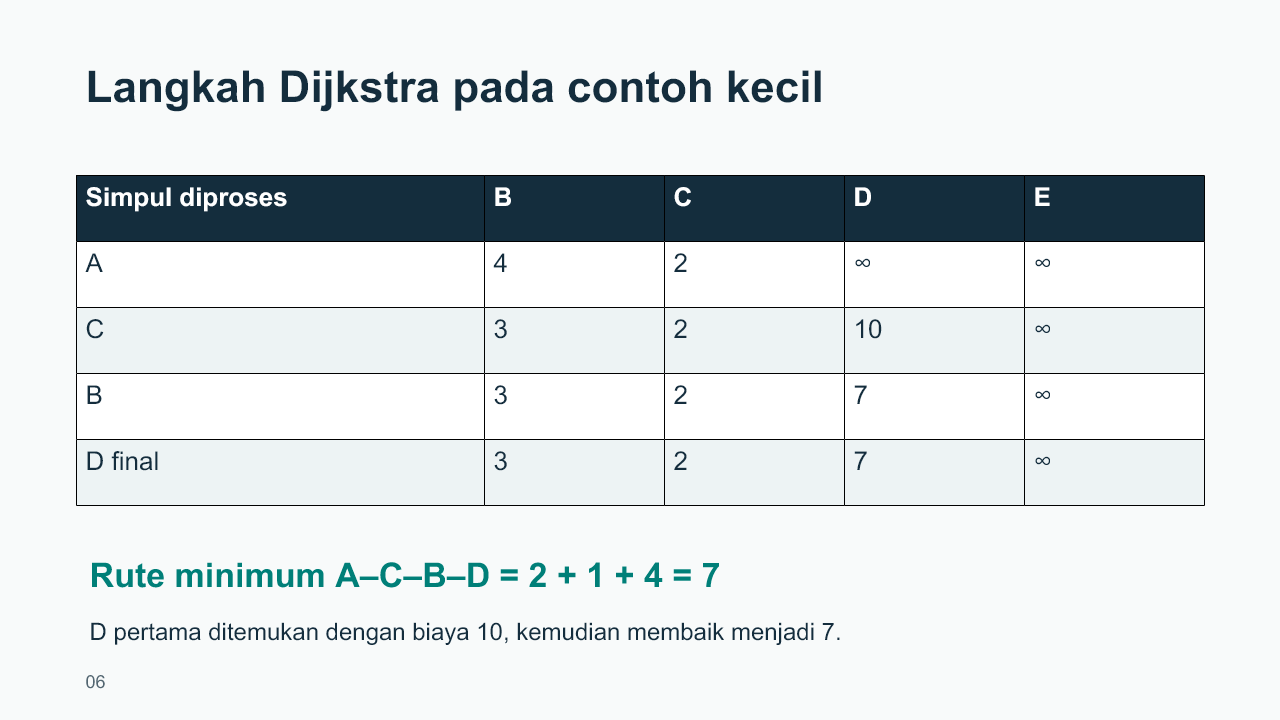 Langkah Dijkstra pada contoh kecil
Simpul diproses B C D E
A 4 2 ∞ ∞
C 3 2 10 ∞
B 3 2 7 ∞
D final 3 2 7 ∞
Rute minimum A–C–B–D = 2 + 1 + 4 = 7
D pertama ditemukan dengan biaya 10, kemudian membaik menjadi 7.
06